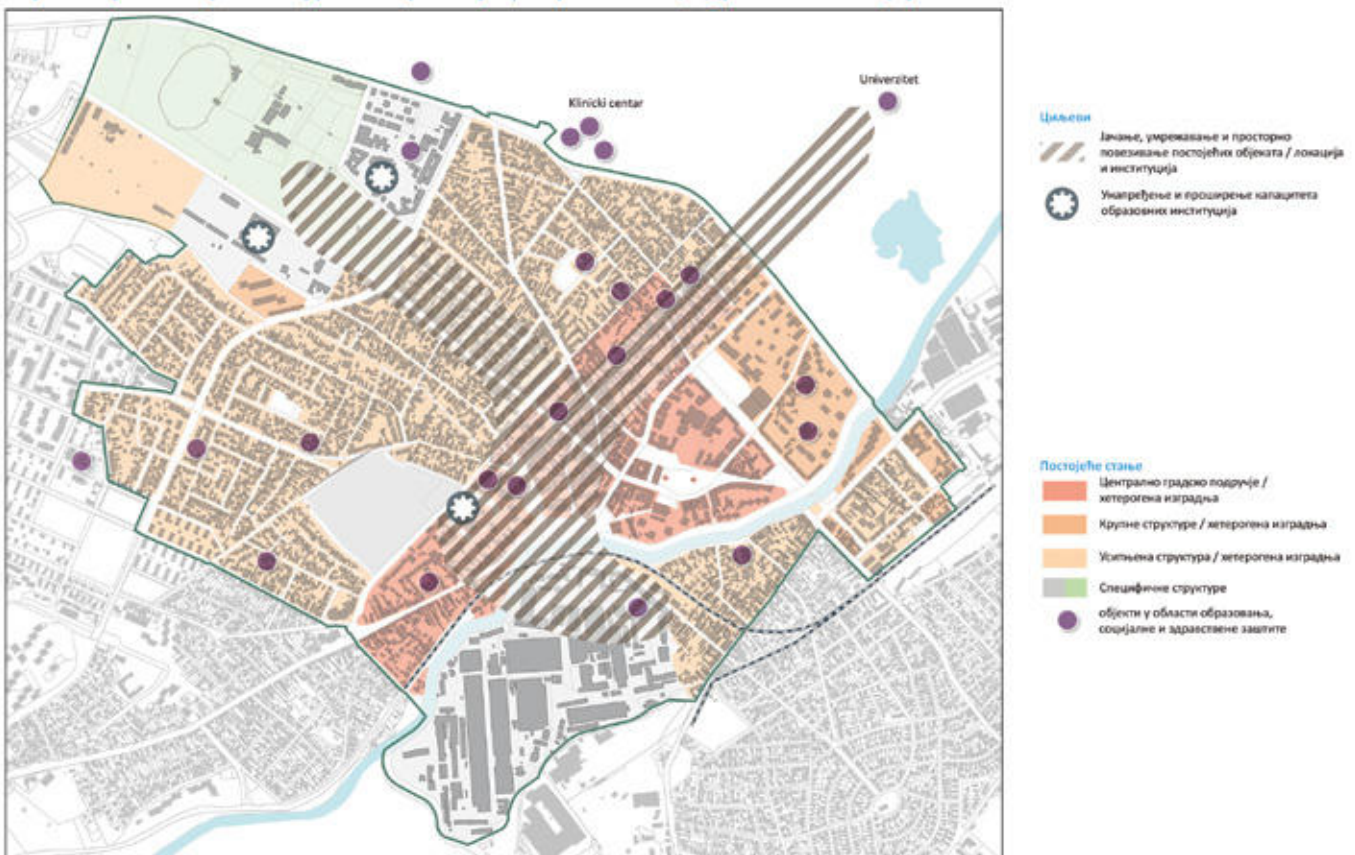 Klinicki centar
Univerzitet
Циљеви
Јачање, умрежавање и просторно
повезивање постојећих објеката / локација
и институција
Унапређење и проширење капацитета
образовних институција
Постојеће стање
Централно градско подручје /
хетерогена изградња
Крупне структуре / хетерогена изградња
Уситњена структура / хетерогена изградња
Специфичне структуре
објекти у области образовања,
социјалне и здравствене заштите